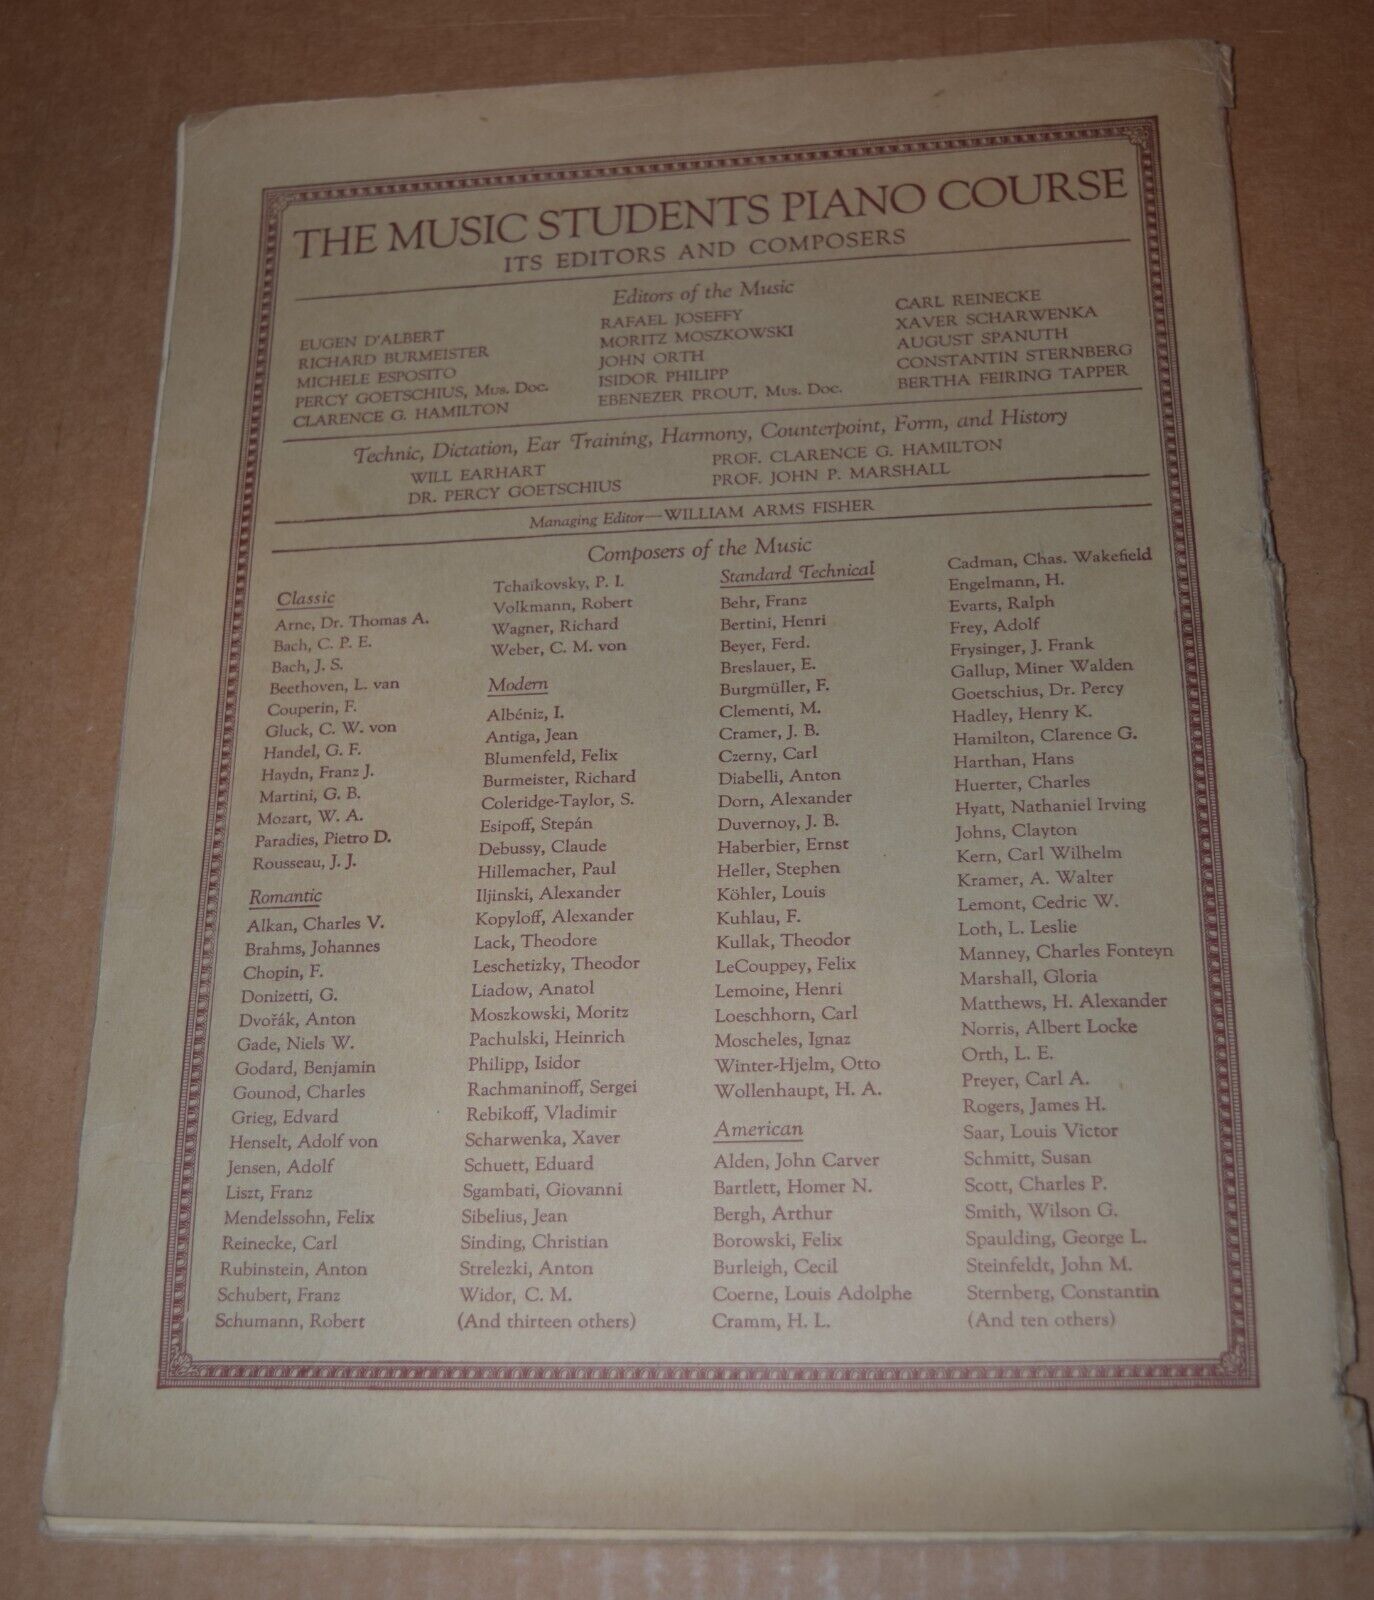 THE MUSIC STUDENTS PIANO COURSE
ITS EDITORS AND COMPOSERS
Editors of the Music
EUGEN D'ALBERT
RICHARD BURMEISTER
MICHELE ESPOSITO
PERCY GOETSCHIUS, Mus. Doc.
CLARENCE G. HAMILTON
RAFAEL JOSEFFY
MORITZ MOSZKOWSKI
JOHN ORTH
ISIDOR PHILIPP
EBENEZER PROUT, Mus. Doc.
CARL REINECKE
XAVER SCHARWENKA
AUGUST SPANUTH
CONSTANTIN STERNBERG
BERTHA FEIRING TAPPER
Technic, Dictation, Ear Training, Harmony, Counterpoint, Form, and History
WILL EARHART
DR. PERCY GOETSCHIUS
PROF. CLARENCE G. HAMILTON
PROF. JOHN P. MARSHALL
Managing Editor—WILLIAM ARMS FISHER
Composers of the Music
Classic
Arne, Dr. Thomas A.
Bach, C. P. E.
Bach, J. S.
Beethoven, L. van
Couperin, F.
Gluck, C. W. von
Handel, G. F.
Haydn, Franz J.
Martini, G. B.
Mozart, W. A.
Paradies, Pietro D.
Rousseau, J. J.
Romantic
Alkan, Charles V.
Brahms, Johannes
Chopin, F.
Donizetti, G.
Dvořák, Anton
Gade, Niels W.
Godard, Benjamin
Gounod, Charles
Grieg, Edvard
Henselt, Adolf von
Jensen, Adolf
Liszt, Franz
Mendelssohn, Felix
Reinecke, Carl
Rubinstein, Anton
Schubert, Franz
Schumann, Robert
Tchaïkovsky, P. I.
Volkmann, Robert
Wagner, Richard
Weber, C. M. von
Modern
Albéniz, I.
Antiga, Jean
Blumenfeld, Felix
Burmeister, Richard
Coleridge-Taylor, S.
Esipoff, Stepán
Debussy, Claude
Hillemacher, Paul
Iljinski, Alexander
Kopyloff, Alexander
Lack, Theodore
Leschetizky, Theodor
Liadow, Anatol
Moszkowski, Moritz
Pachulski, Heinrich
Philipp, Isidor
Rachmaninoff, Sergei
Rebikoff, Vladimir
Scharwenka, Xaver
Schuett, Eduard
Sgambati, Giovanni
Sibelius, Jean
Sinding, Christian
Strelezki, Anton
Widor, C. M.
(And thirteen others)
Standard Technical
Behr, Franz
Bertini, Henri
Beyer, Ferd.
Breslauer, E.
Burgmüller, F.
Clementi, M.
Cramer, J. B.
Czerny, Carl
Diabelli, Anton
Dorn, Alexander
Duvernoy, J. B.
Haberbier, Ernst
Heller, Stephen
Köhler, Louis
Kuhlau, F.
Kullak, Theodor
LeCouppey, Felix
Lemoine, Henri
Loeschhorn, Carl
Moscheles, Ignaz
Winter-Hjelm, Otto
Wollenhaupt, H. A.
American
Alden, John Carver
Bartlett, Homer N.
Bergh, Arthur
Borowski, Felix
Burleigh, Cecil
Coerne, Louis Adolphe
Cramm, H. L.
Cadman, Chas. Wakefield
Engelmann, H.
Evarts, Ralph
Frey, Adolf
Frysinger, J. Frank
Gallup, Miner Walden
Goetschius, Dr. Percy
Hadley, Henry K.
Hamilton, Clarence G.
Harthan, Hans
Huerter, Charles
Hyatt, Nathaniel Irving
Johns, Clayton
Kern, Carl Wilhelm
Kramer, A. Walter
Lemont, Cedric W.
Loth, L. Leslie
Manney, Charles Fonteyn
Marshall, Gloria
Matthews, H. Alexander
Norris, Albert Locke
Orth, L. E.
Preyer, Carl A.
Rogers, James H.
Saar, Louis Victor
Schmitt, Susan
Scott, Charles P.
Smith, Wilson G.
Spaulding, George L.
Steinfeldt, John M.
Sternberg, Constantin
(And ten others)